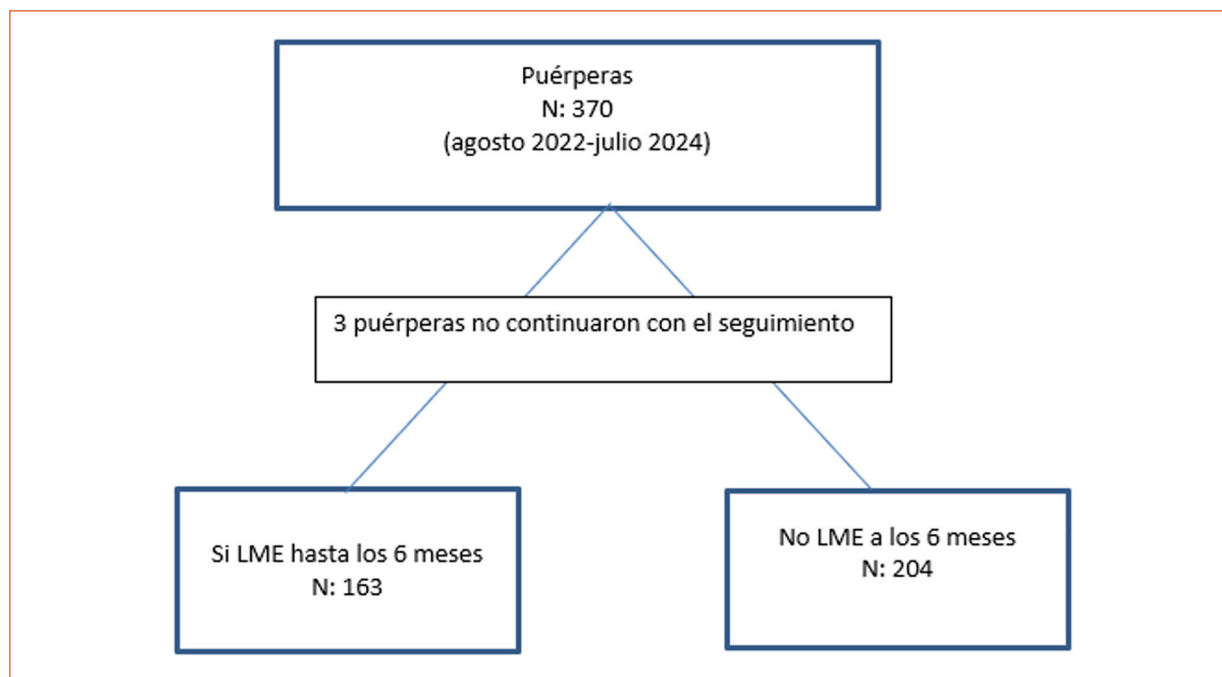 Puérperas
N: 370
(agosto 2022-julio 2024)
3 puérperas no continuaron con el seguimiento
Si LME hasta los 6 meses
N: 163
No LME a los 6 meses
N: 204